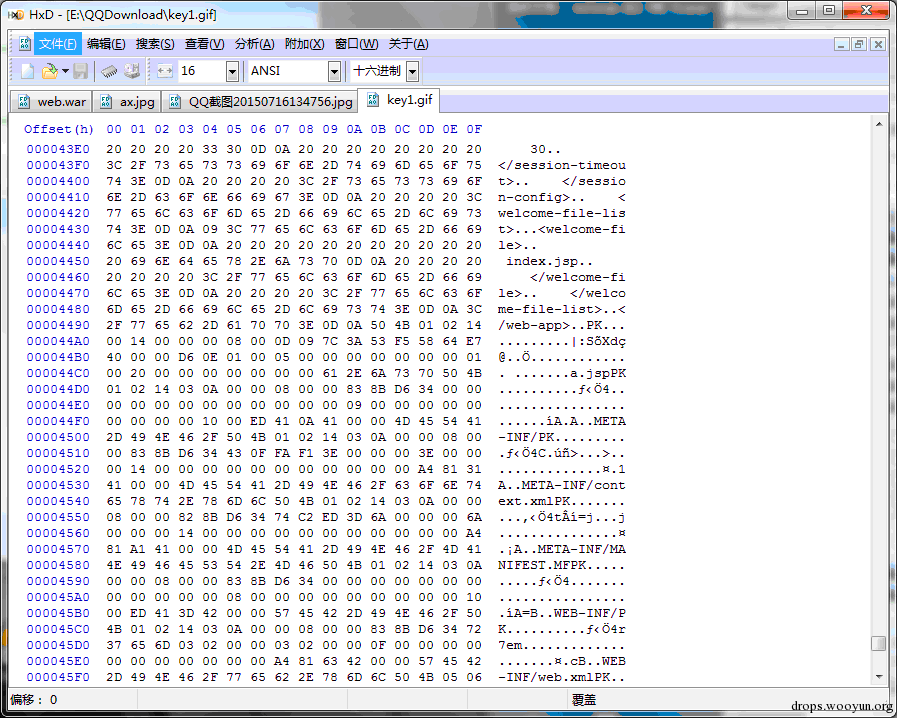 HxD - [E:\QQDownload\key1.gif]
文件(F) 编辑(E) 搜索(S) 查看(V) 分析(A) 附加(X) 窗口(W) 关于(A)
16 ANSI 十六进制
web.war ax.jpg QQ截图20150716134756.jpg key1.gif
Offset(h) 00 01 02 03 04 05 06 07 08 09 0A 0B 0C 0D 0E 0F
000043E0 20 20 20 20 33 30 0D 0A 20 20 20 20 20 20 20 20     30..
000043F0 3C 2F 73 65 73 73 69 6F 6E 2D 74 69 6D 65 6F 75 </session-timeou
00004400 74 3E 0D 0A 20 20 20 20 3C 2F 73 65 73 73 69 6F t>..    </sessio
00004410 6E 2D 63 6F 6E 66 69 67 3E 0D 0A 20 20 20 20 3C n-config>..    <
00004420 77 65 6C 63 6F 6D 65 2D 66 69 6C 65 2D 6C 69 73 welcome-file-lis
00004430 74 3E 0D 0A 09 3C 77 65 6C 63 6F 6D 65 2D 66 69 t>...<welcome-fi
00004440 6C 65 3E 0D 0A 20 20 20 20 20 20 20 20 20 20 20 le>..
00004450 20 69 6E 64 65 78 2E 6A 73 70 0D 0A 20 20 20 20  index.jsp..
00004460 20 20 20 20 3C 2F 77 65 6C 63 6F 6D 65 2D 66 69     </welcome-fi
00004470 6C 65 3E 0D 0A 20 20 20 20 3C 2F 77 65 6C 63 6F le>..    </welco
00004480 6D 65 2D 66 69 6C 65 2D 6C 69 73 74 3E 0D 0A 3C me-file-list>..<
00004490 2F 77 65 62 2D 61 70 70 3E 0D 0A 50 4B 01 02 14 /web-app>..PK...
000044A0 00 14 00 00 00 08 00 0D 09 7C 3A 53 F5 58 64 E7 .........|:SõXdç
000044B0 40 00 00 D6 0E 01 00 05 00 00 00 00 00 00 00 01 @..Ö............
000044C0 00 20 00 00 00 00 00 00 00 61 2E 6A 73 70 50 4B . .......a.jspPK
000044D0 01 02 14 03 0A 00 00 08 00 00 83 8B D6 34 00 00 ..........ƒ‹Ö4..
000044E0 00 00 00 00 00 00 00 00 00 09 00 00 00 00 00 00 ................
000044F0 00 00 00 00 00 10 00 ED 41 0A 41 00 00 4D 45 54 41 ......íA.A..META
00004500 2D 49 4E 46 2F 50 4B 01 02 14 03 0A 00 00 08 00 -INF/PK.........
00004510 00 83 8B D6 34 43 0F FA F1 3E 00 00 00 3E 00 00 .ƒ‹Ö4C.úñ>...>..
00004520 00 14 00 00 00 00 00 00 00 00 00 00 00 A4 81 31 .............¤.1
00004530 41 00 00 4D 45 54 41 2D 49 4E 46 2F 63 6F 6E 74 A..META-INF/cont
00004540 65 78 74 2E 78 6D 6C 50 4B 01 02 14 03 0A 00 00 ext.xmlPK.......
00004550 08 00 00 82 8B D6 34 74 C2 ED 3D 6A 00 00 00 6A ...‚‹Ö4tÂí=j...j
00004560 00 00 00 14 00 00 00 00 00 00 00 00 00 00 00 A4 ...............¤
00004570 81 A1 41 00 00 4D 45 54 41 2D 49 4E 46 2F 4D 41 .¡A..META-INF/MA
00004580 4E 49 46 45 53 54 2E 4D 46 50 4B 01 02 14 03 0A NIFEST.MFPK.....
00004590 00 00 08 00 00 83 8B D6 34 00 00 00 00 00 00 00 .....ƒ‹Ö4.......
000045A0 00 00 00 00 00 08 00 00 00 00 00 00 00 00 00 10 ................
000045B0 00 ED 41 3D 42 00 00 57 45 42 2D 49 4E 46 2F 50 .íA=B..WEB-INF/P
000045C0 4B 01 02 14 03 0A 00 00 08 00 00 83 8B D6 34 72 K..........ƒ‹Ö4r
000045D0 37 65 6D 03 02 00 00 03 02 00 00 0F 00 00 00 00 7em.............
000045E0 00 00 00 00 00 00 00 A4 81 63 42 00 00 57 45 42 .......¤.cB..WEB
000045F0 2D 49 4E 46 2F 77 65 62 2E 78 6D 6C 50 4B 05 06 -INF/web.xmlPK..
偏移: 0 覆盖
drops.wooyun.org